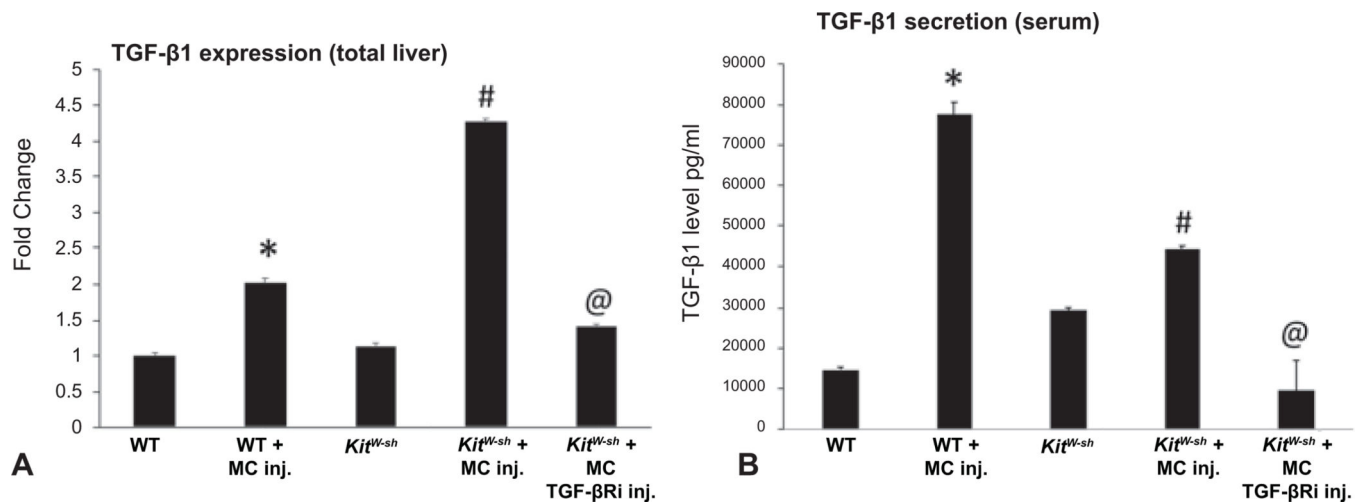 TGF-β1 expression (total liver)
Fold Change
5
4.5
4
3.5
3
2.5
2
1.5
1
0.5
0
*
#
@
WT
WT +
MC inj.
Kit^W-sh
Kit^W-sh +
MC inj.
Kit^W-sh +
MC
TGF-βRi inj.
A
TGF-β1 secretion (serum)
TGF-β1 level pg/ml
90000
80000
70000
60000
50000
40000
30000
20000
10000
0
*
#
@
WT
WT +
MC inj.
Kit^W-sh
Kit^W-sh +
MC inj.
Kit^W-sh +
MC
TGF-βRi inj.
B